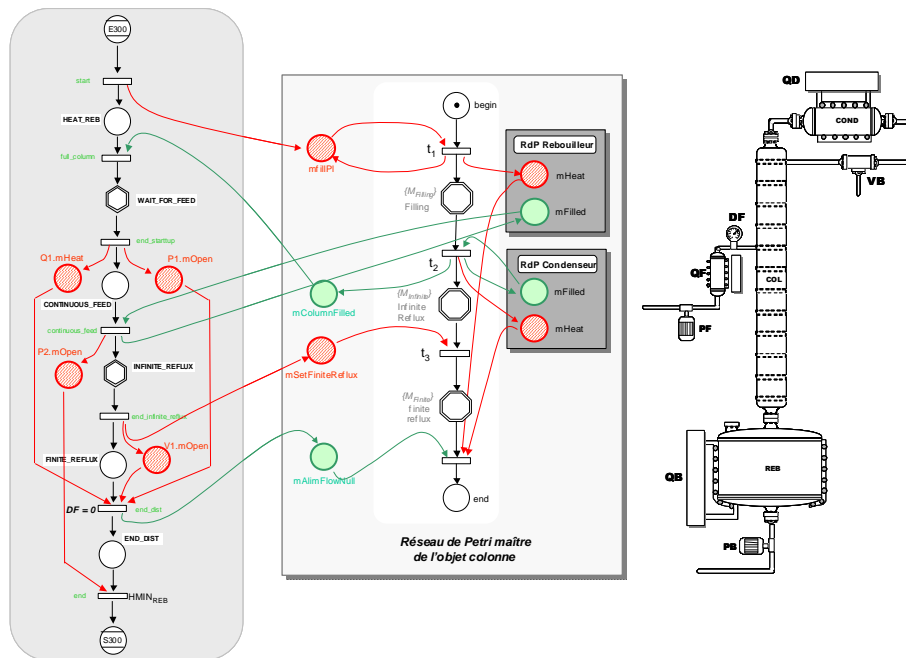 E300
start
HEAT_REB
full_column
WAIT_FOR_FEED
end_startup
Q1.mHeat
P1.mOpen
CONTINUOUS_FEED
continuous_feed
P2.mOpen
INFINITE_REFLUX
end_infinite_reflux
V1.mOpen
FINITE_REFLUX
DF = 0
end_dist
END_DIST
end
HMIN_REB
S300
mfillPl
mColumnFilled
mSetFiniteReflux
mAlimFlowNull
begin
t1
{MFilling}
Filling
t2
{MInfinite}
Infinite
Reflux
t3
{MFinite}
finite
reflux
end
RdP Rebouilleur
mHeat
mFilled
RdP Condenseur
mFilled
mHeat
Réseau de Petri maître
de l'objet colonne
QD
COND
VB
DF
QF
COL
PF
QB
REB
PB